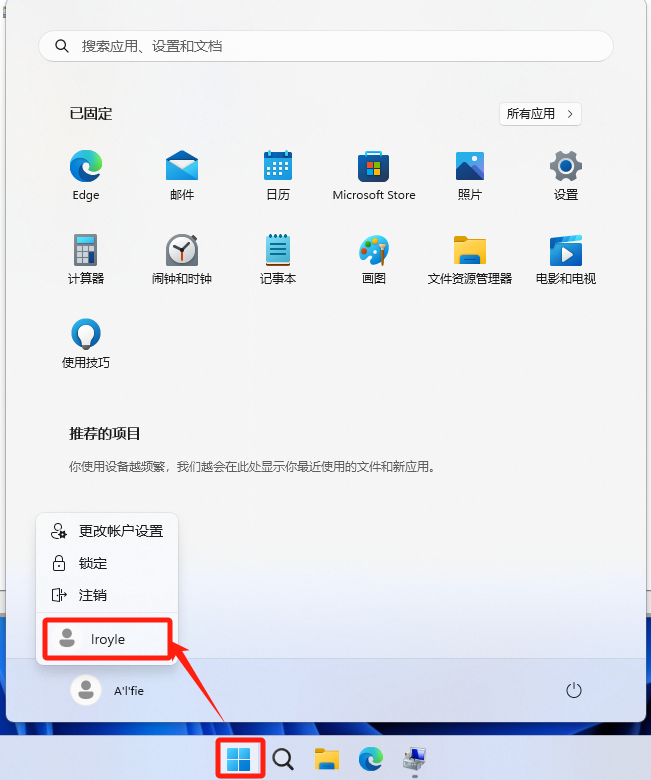 搜索应用、设置和文档
已固定
所有应用
Edge
邮件
日历
Microsoft Store
照片
设置
计算器
闹钟和时钟
记事本
画图
文件资源管理器
电影和电视
使用技巧
推荐的项目
你使用设备越频繁，我们越会在此处显示你最近使用的文件和新应用。
更改帐户设置
锁定
注销
lroyle
A'l'fie